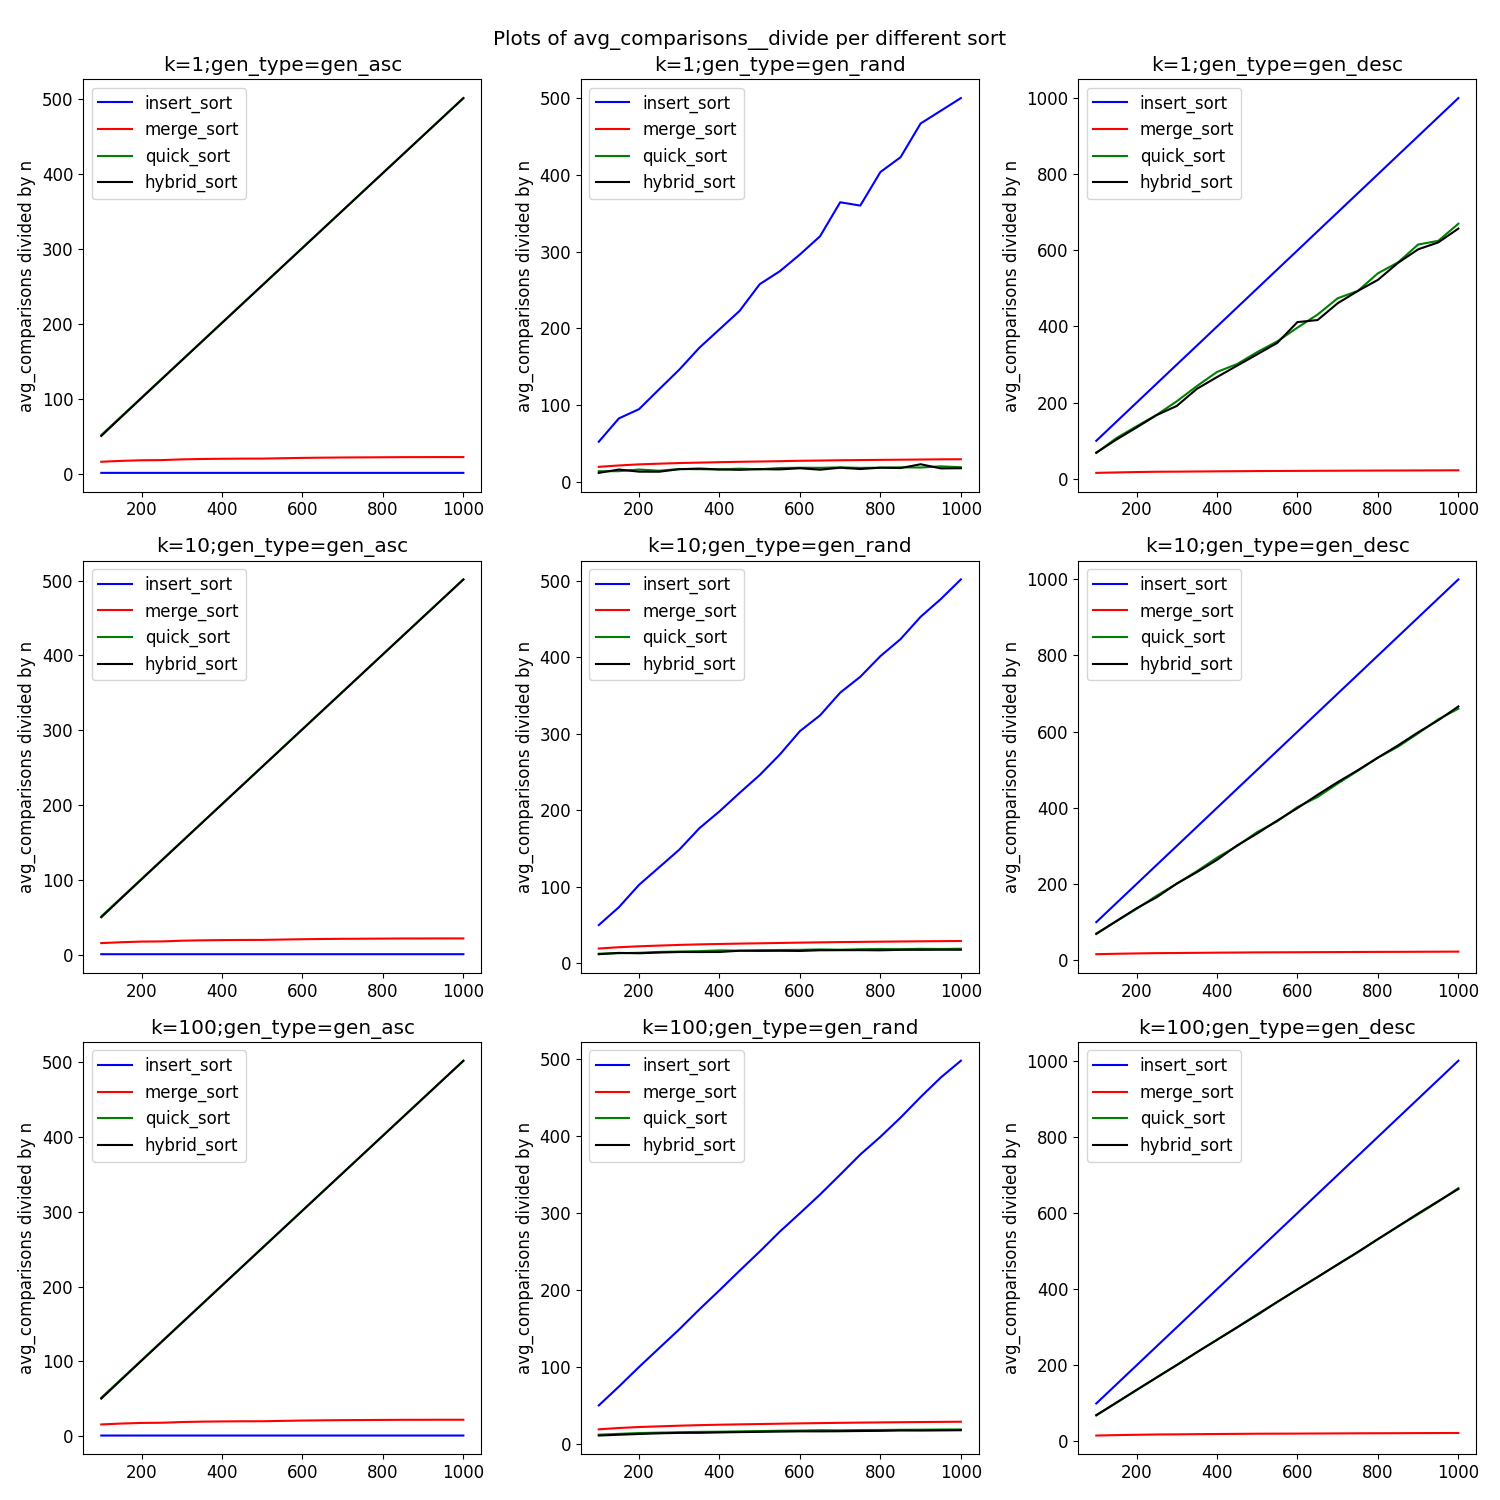 Plots of avg_comparisons__divide per different sort
k=1;gen_type=gen_asc
avg_comparisons divided by n
500
400
300
200
100
0
insert_sort
merge_sort
quick_sort
hybrid_sort
200 400 600 800 1000
k=1;gen_type=gen_rand
avg_comparisons divided by n
500
400
300
200
100
0
insert_sort
merge_sort
quick_sort
hybrid_sort
200 400 600 800 1000
k=1;gen_type=gen_desc
avg_comparisons divided by n
1000
800
600
400
200
0
insert_sort
merge_sort
quick_sort
hybrid_sort
200 400 600 800 1000
k=10;gen_type=gen_asc
avg_comparisons divided by n
500
400
300
200
100
0
insert_sort
merge_sort
quick_sort
hybrid_sort
200 400 600 800 1000
k=10;gen_type=gen_rand
avg_comparisons divided by n
500
400
300
200
100
0
insert_sort
merge_sort
quick_sort
hybrid_sort
200 400 600 800 1000
k=10;gen_type=gen_desc
avg_comparisons divided by n
1000
800
600
400
200
0
insert_sort
merge_sort
quick_sort
hybrid_sort
200 400 600 800 1000
k=100;gen_type=gen_asc
avg_comparisons divided by n
500
400
300
200
100
0
insert_sort
merge_sort
quick_sort
hybrid_sort
200 400 600 800 1000
k=100;gen_type=gen_rand
avg_comparisons divided by n
500
400
300
200
100
0
insert_sort
merge_sort
quick_sort
hybrid_sort
200 400 600 800 1000
k=100;gen_type=gen_desc
avg_comparisons divided by n
1000
800
600
400
200
0
insert_sort
merge_sort
quick_sort
hybrid_sort
200 400 600 800 1000